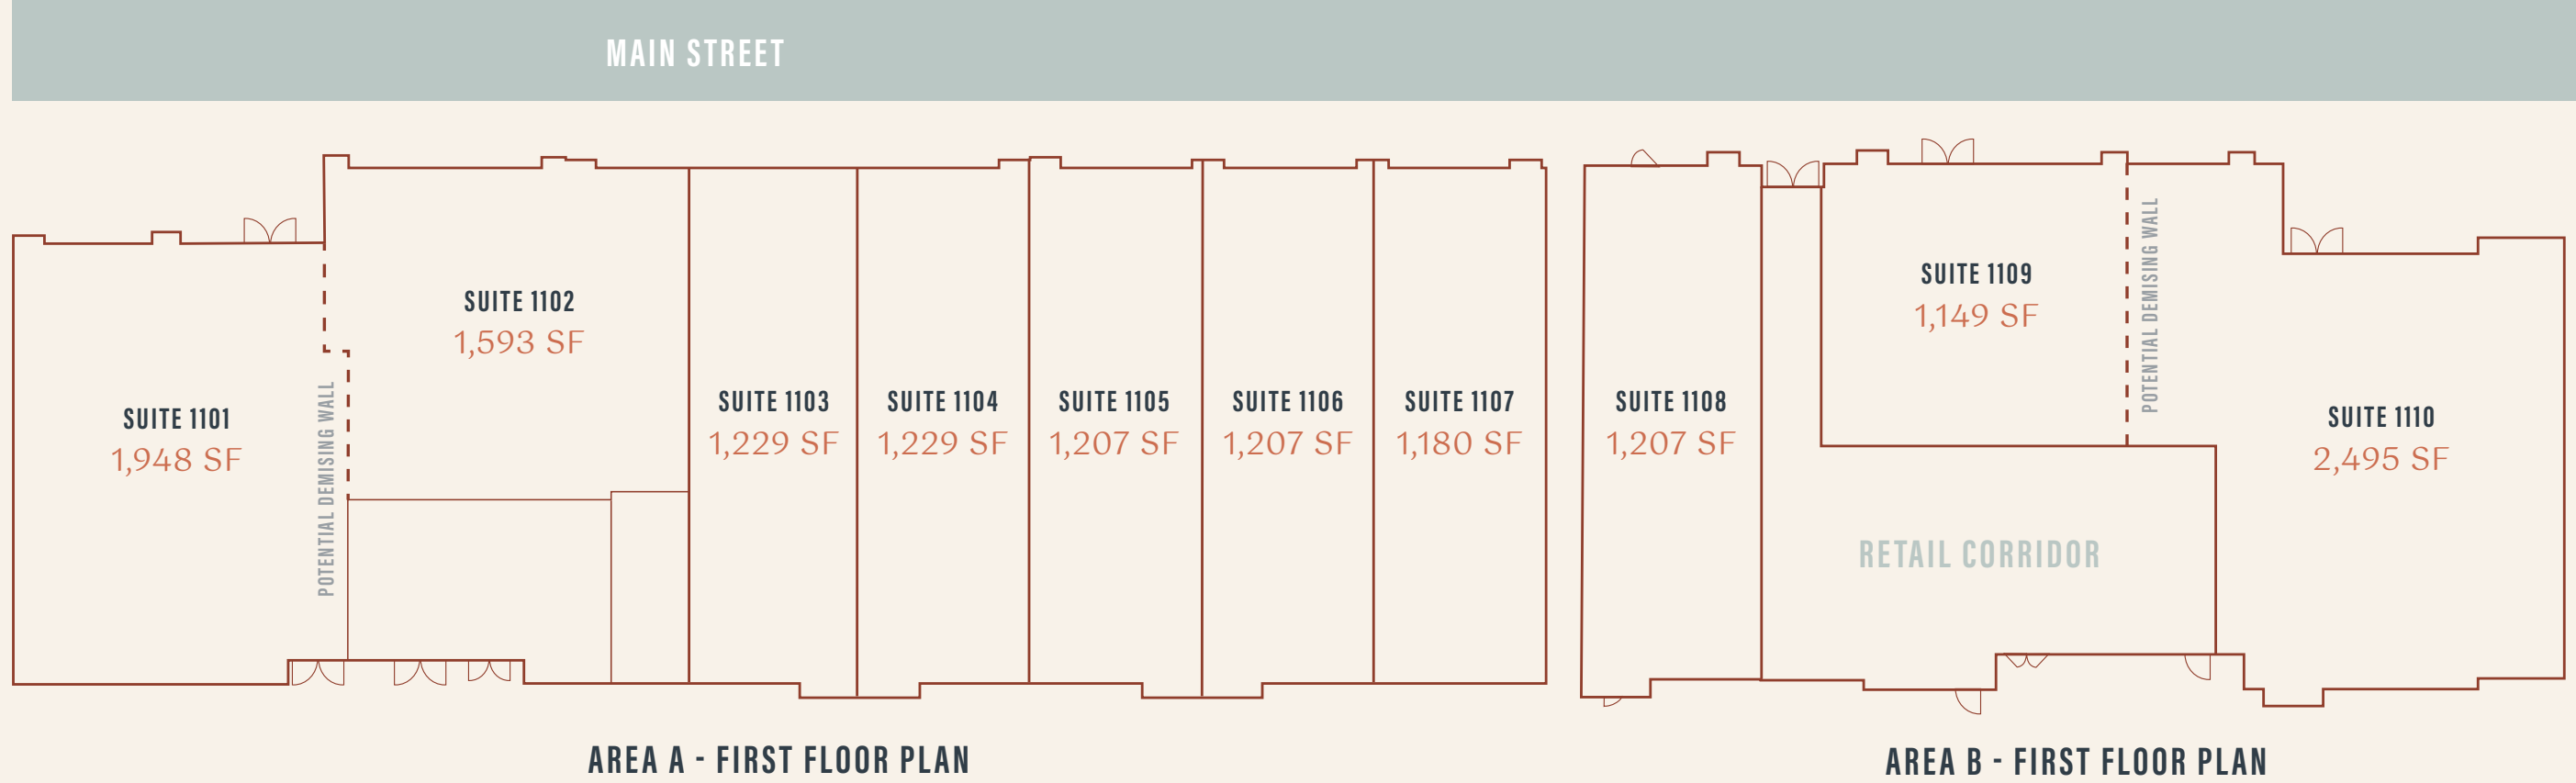 MAIN STREET
SUITE 1101
1,948 SF
POTENTIAL DEMISING WALL
SUITE 1102
1,593 SF
SUITE 1103
1,229 SF
SUITE 1104
1,229 SF
SUITE 1105
1,207 SF
SUITE 1106
1,207 SF
SUITE 1107
1,180 SF
SUITE 1108
1,207 SF
SUITE 1109
1,149 SF
POTENTIAL DEMISING WALL
SUITE 1110
2,495 SF
RETAIL CORRIDOR
AREA A - FIRST FLOOR PLAN
AREA B - FIRST FLOOR PLAN